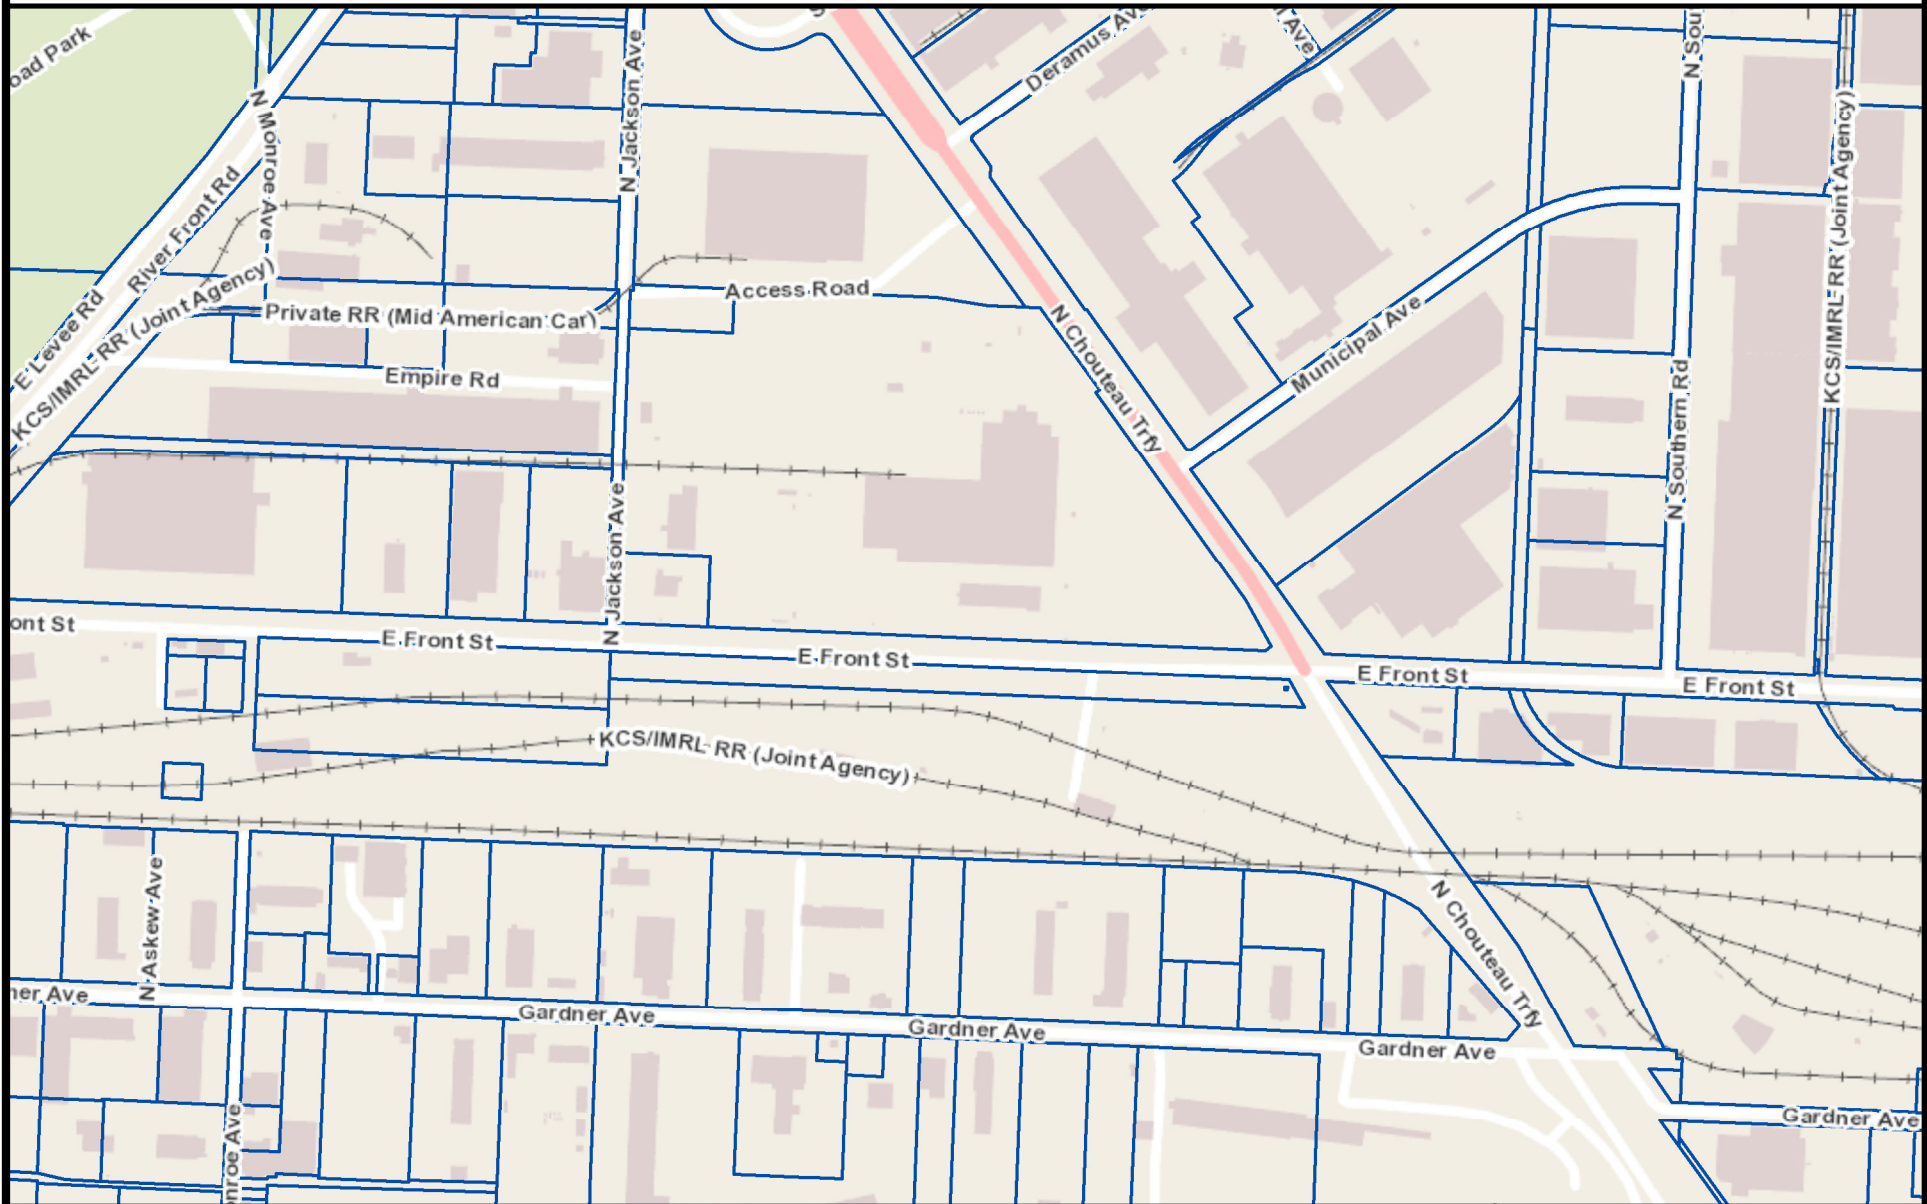 oad Park
N Monroe Ave
N Jackson Ave
Deramus Ave
Ave
N Sou
KCS/IMRL-RR (Joint Agency)
River Front Rd
E Levee Rd
KCS/IMRL-RR (Joint Agency)
Private RR (Mid American Car)
Access Road
Empire Rd
N Chouteau Trfy
Municipal Ave
N Southern Rd
N Jackson Ave
ont St
E Front St
E Front St
E Front St
E Front St
KCS/IMRL RR (Joint Agency)
N Askew Ave
N Chouteau Trfy
ner Ave
Gardner Ave
Gardner Ave
Gardner Ave
Gardner Ave
nroe Ave